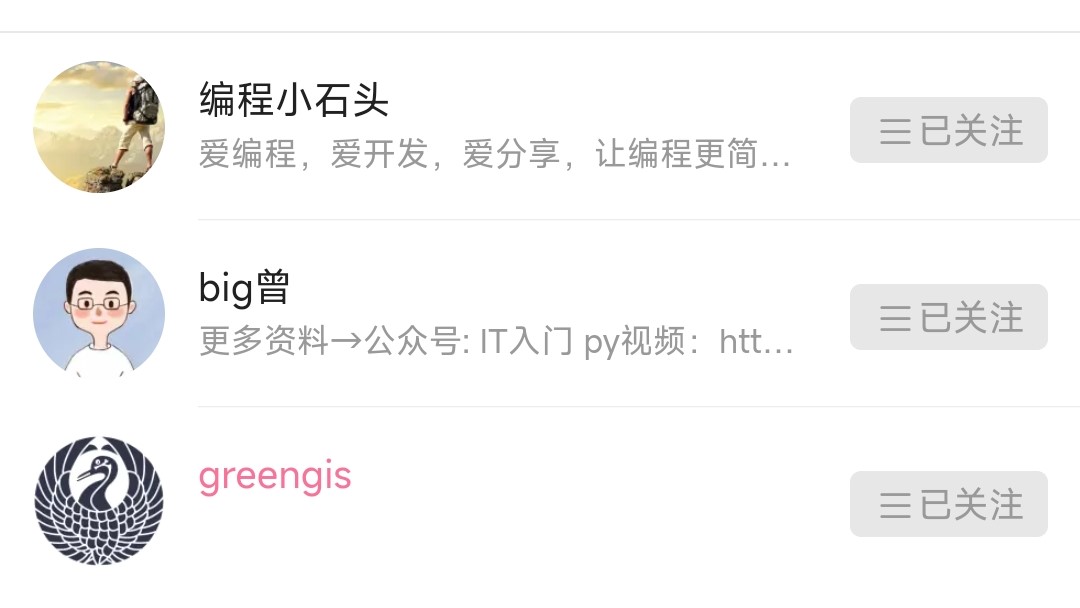 编程小石头
爱编程，爱开发，爱分享，让编程更简...
已关注
big曾
更多资料→公众号: IT入门 py视频：htt...
已关注
greengis
已关注